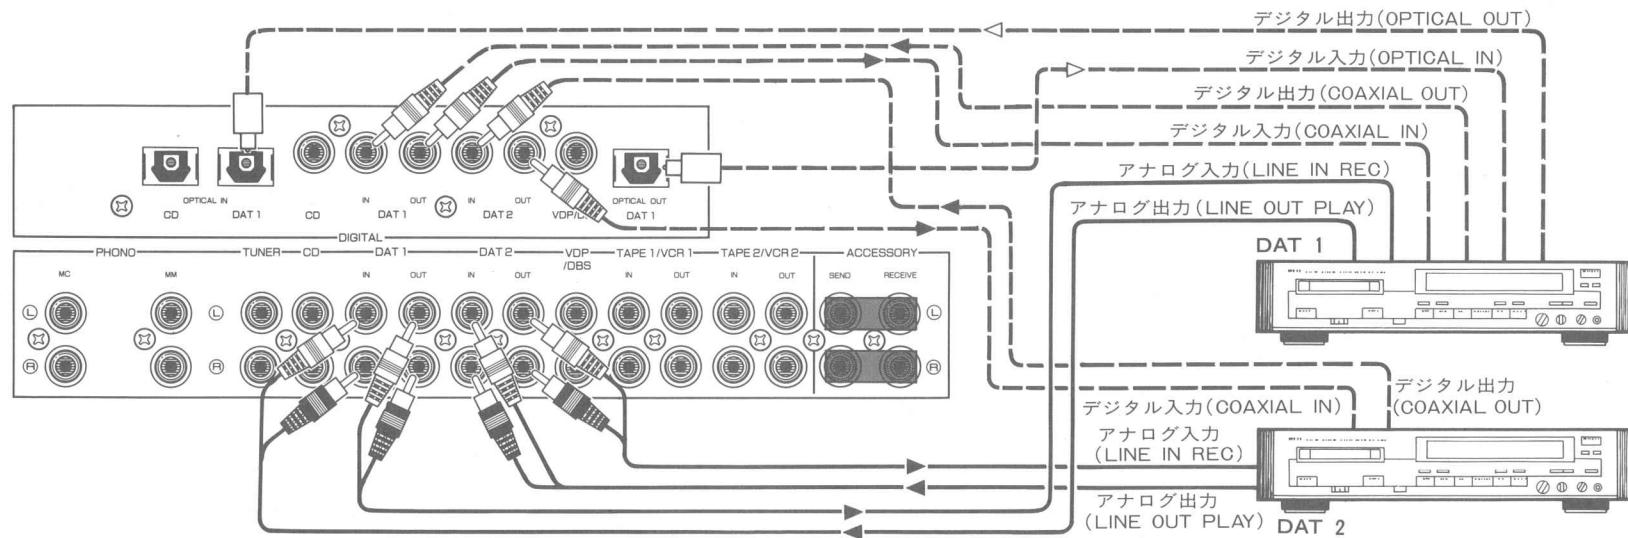 デジタル出力(OPTICAL OUT)
デジタル入力(OPTICAL IN)
デジタル出力(COAXIAL OUT)
デジタル入力(COAXIAL IN)
アナログ入力(LINE IN REC)
アナログ出力(LINE OUT PLAY)
DAT 1
OPTICAL IN IN OUT IN OUT OPTICAL OUT
CD DAT 1 CD DAT 1 DAT 2 VDP/D DAT 1
DIGITAL
PHONO TUNER CD DAT 1 DAT 2 VDP/DBS TAPE 1/VCR 1 TAPE 2/VCR 2 ACCESSORY
MC MM IN OUT IN OUT IN OUT IN OUT SEND RECEIVE
L L L
R R R
デジタル入力(COAXIAL IN)
デジタル出力
(COAXIAL OUT)
アナログ入力
(LINE IN REC)
アナログ出力
(LINE OUT PLAY)
DAT 2